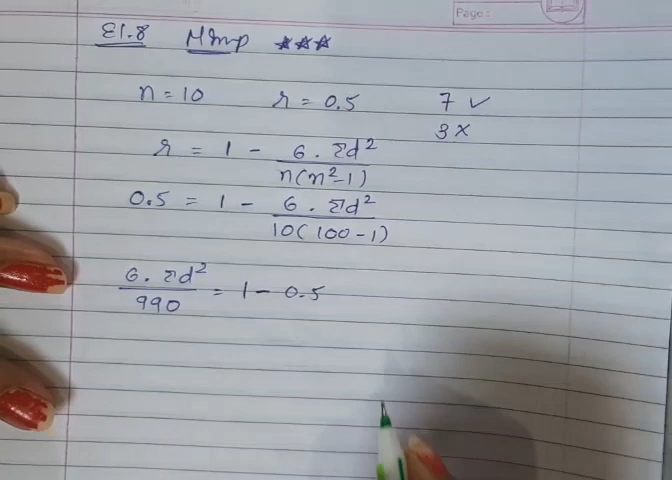 Page :
E1.8 MImp ☆☆☆
n = 10 r = 0.5 7 ✓
3 ×
r = 1 - 6 . Σd² / n(n²-1)
0.5 = 1 - 6 . Σd² / 10(100-1)
6 . Σd² / 990 = 1 - 0.5